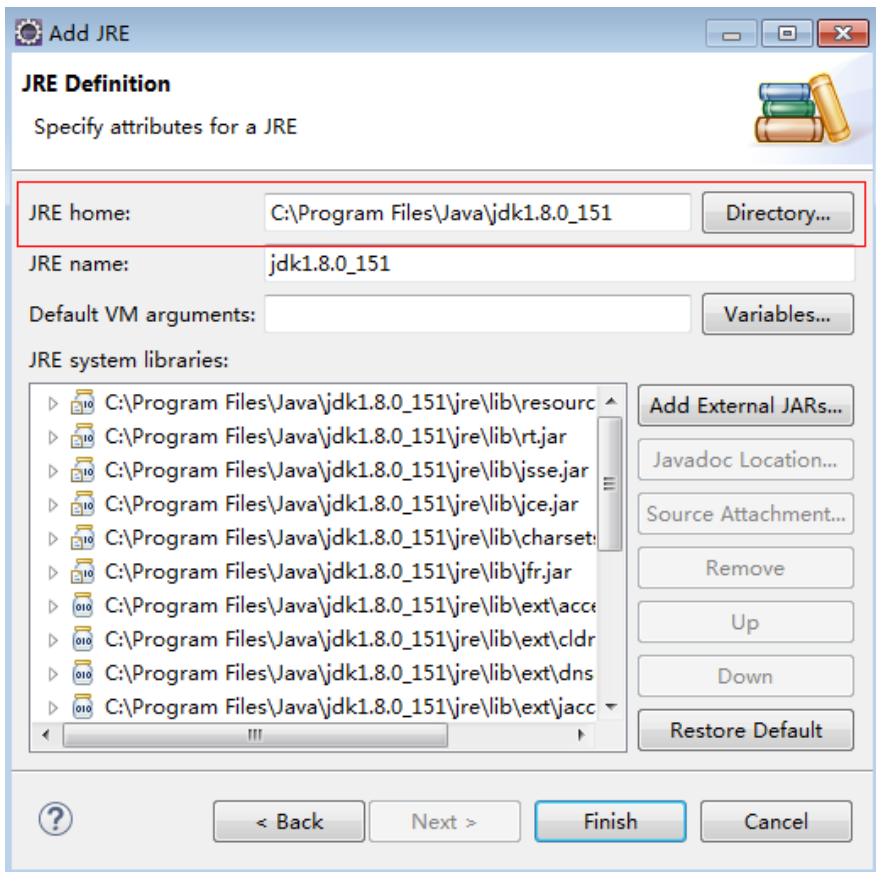 Add JRE
JRE Definition
Specify attributes for a JRE
JRE home: C:\Program Files\Java\jdk1.8.0_151 Directory...
JRE name: jdk1.8.0_151
Default VM arguments: Variables...
JRE system libraries:
C:\Program Files\Java\jdk1.8.0_151\jre\lib\resourc Add External JARs...
C:\Program Files\Java\jdk1.8.0_151\jre\lib\rt.jar
C:\Program Files\Java\jdk1.8.0_151\jre\lib\jsse.jar Javadoc Location...
C:\Program Files\Java\jdk1.8.0_151\jre\lib\jce.jar Source Attachment...
C:\Program Files\Java\jdk1.8.0_151\jre\lib\charset
C:\Program Files\Java\jdk1.8.0_151\jre\lib\jfr.jar Remove
C:\Program Files\Java\jdk1.8.0_151\jre\lib\ext\acce Up
C:\Program Files\Java\jdk1.8.0_151\jre\lib\ext\cldr
C:\Program Files\Java\jdk1.8.0_151\jre\lib\ext\dns Down
C:\Program Files\Java\jdk1.8.0_151\jre\lib\ext\jacc Restore Default
? < Back Next > Finish Cancel